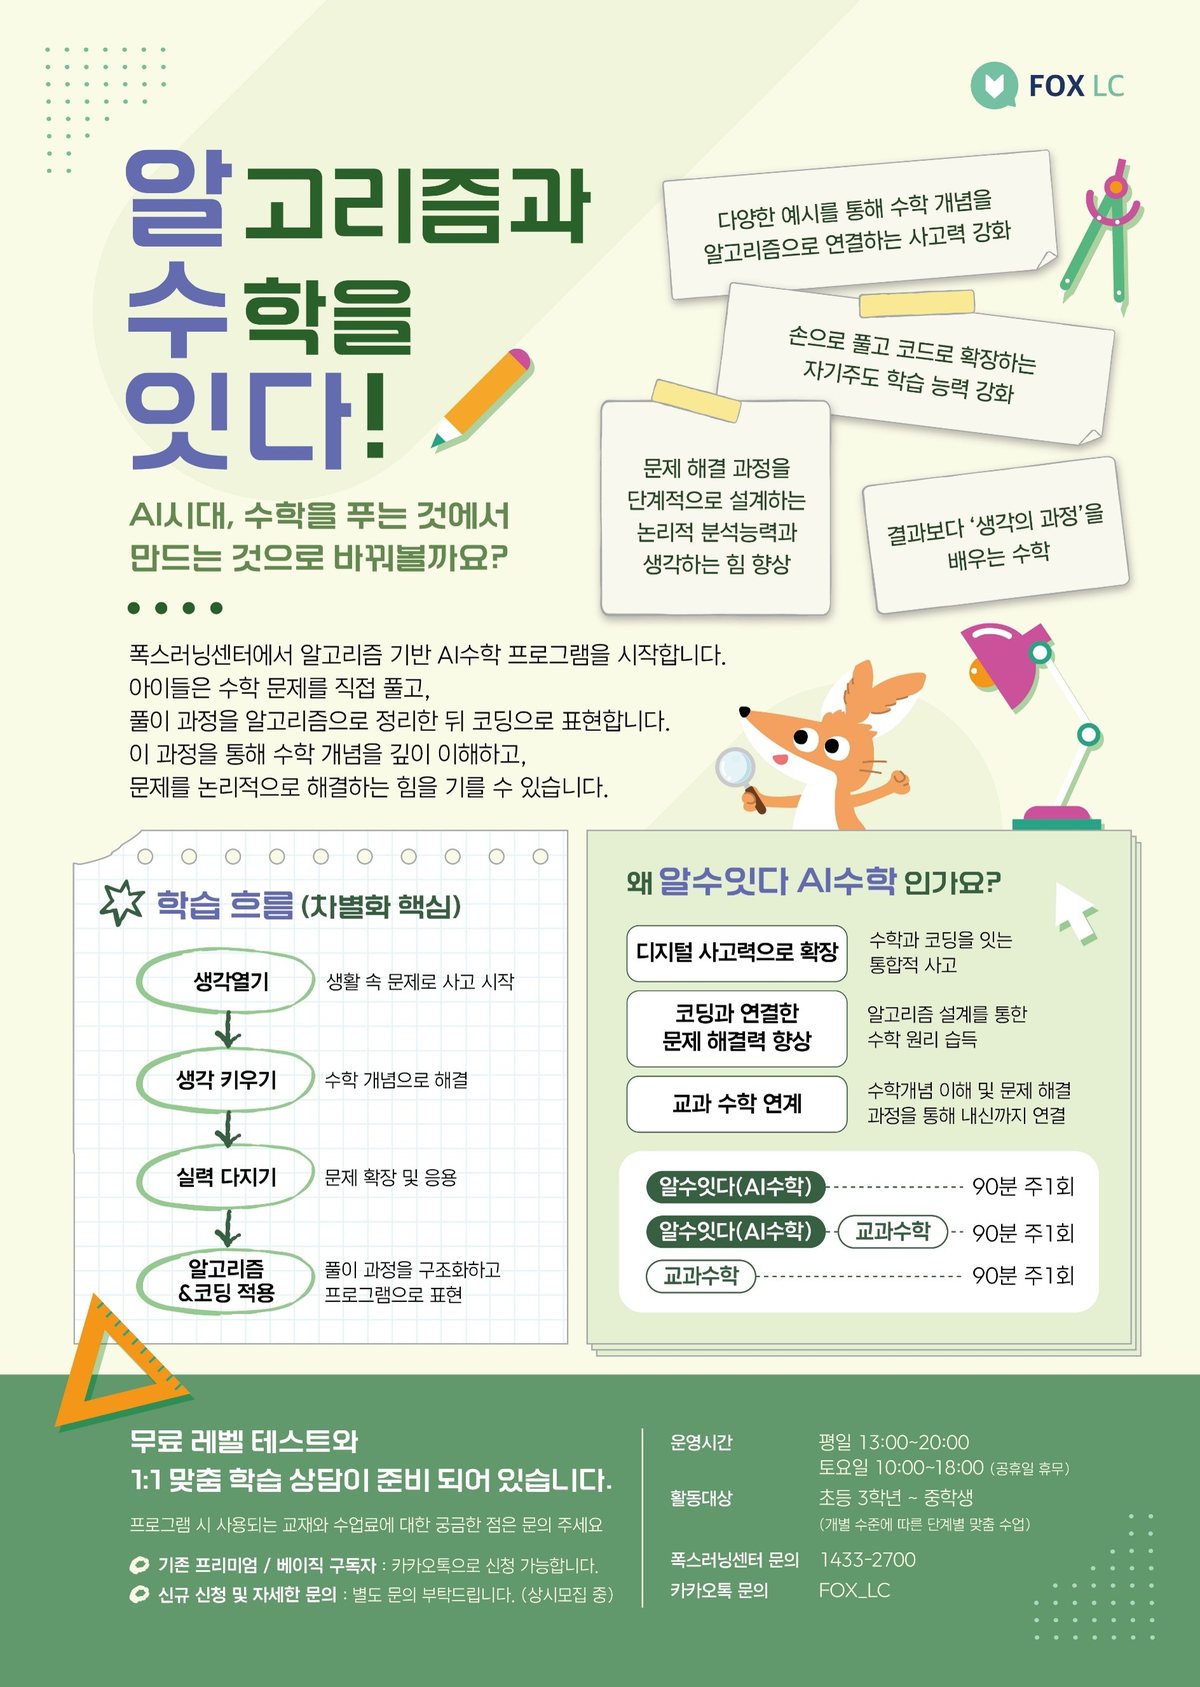 FOX LC
알고리즘과
수학을
잇다!
AI시대, 수학을 푸는 것에서
만드는 것으로 바꿔볼까요?
다양한 예시를 통해 수학 개념을
알고리즘으로 연결하는 사고력 강화
손으로 풀고 코드로 확장하는
자기주도 학습 능력 강화
문제 해결 과정을
단계적으로 설계하는
논리적 분석능력과
생각하는 힘 향상
결과보다 ‘생각의 과정’을
배우는 수학
폭스러닝센터에서 알고리즘 기반 AI수학 프로그램을 시작합니다.
아이들은 수학 문제를 직접 풀고,
풀이 과정을 알고리즘으로 정리한 뒤 코딩으로 표현합니다.
이 과정을 통해 수학 개념을 깊이 이해하고,
문제를 논리적으로 해결하는 힘을 기를 수 있습니다.
학습 흐름 (차별화 핵심)
생각열기 생활 속 문제로 사고 시작
생각 키우기 수학 개념으로 해결
실력 다지기 문제 확장 및 응용
알고리즘
&코딩 적용
풀이 과정을 구조화하고
프로그램으로 표현
왜 알수잇다 AI수학 인가요?
디지털 사고력으로 확장
수학과 코딩을 잇는
통합적 사고
코딩과 연결한
문제 해결력 향상
알고리즘 설계를 통한
수학 원리 습득
교과 수학 연계
수학개념 이해 및 문제 해결
과정을 통해 내신까지 연결
알수잇다(AI수학) 90분 주1회
알수잇다(AI수학) 교과수학 90분 주1회
교과수학 90분 주1회
무료 레벨 테스트와
1:1 맞춤 학습 상담이 준비 되어 있습니다.
프로그램 시 사용되는 교재와 수업료에 대한 궁금한 점은 문의 주세요
기존 프리미엄 / 베이직 구독자 : 카카오톡으로 신청 가능합니다.
신규 신청 및 자세한 문의 : 별도 문의 부탁드립니다. (상시모집 중)
운영시간 평일 13:00~20:00
토요일 10:00~18:00 (공휴일 휴무)
활동대상 초등 3학년 ~ 중학생
(개별 수준에 따른 단계별 맞춤 수업)
폭스러닝센터 문의 1433-2700
카카오톡 문의 FOX_LC